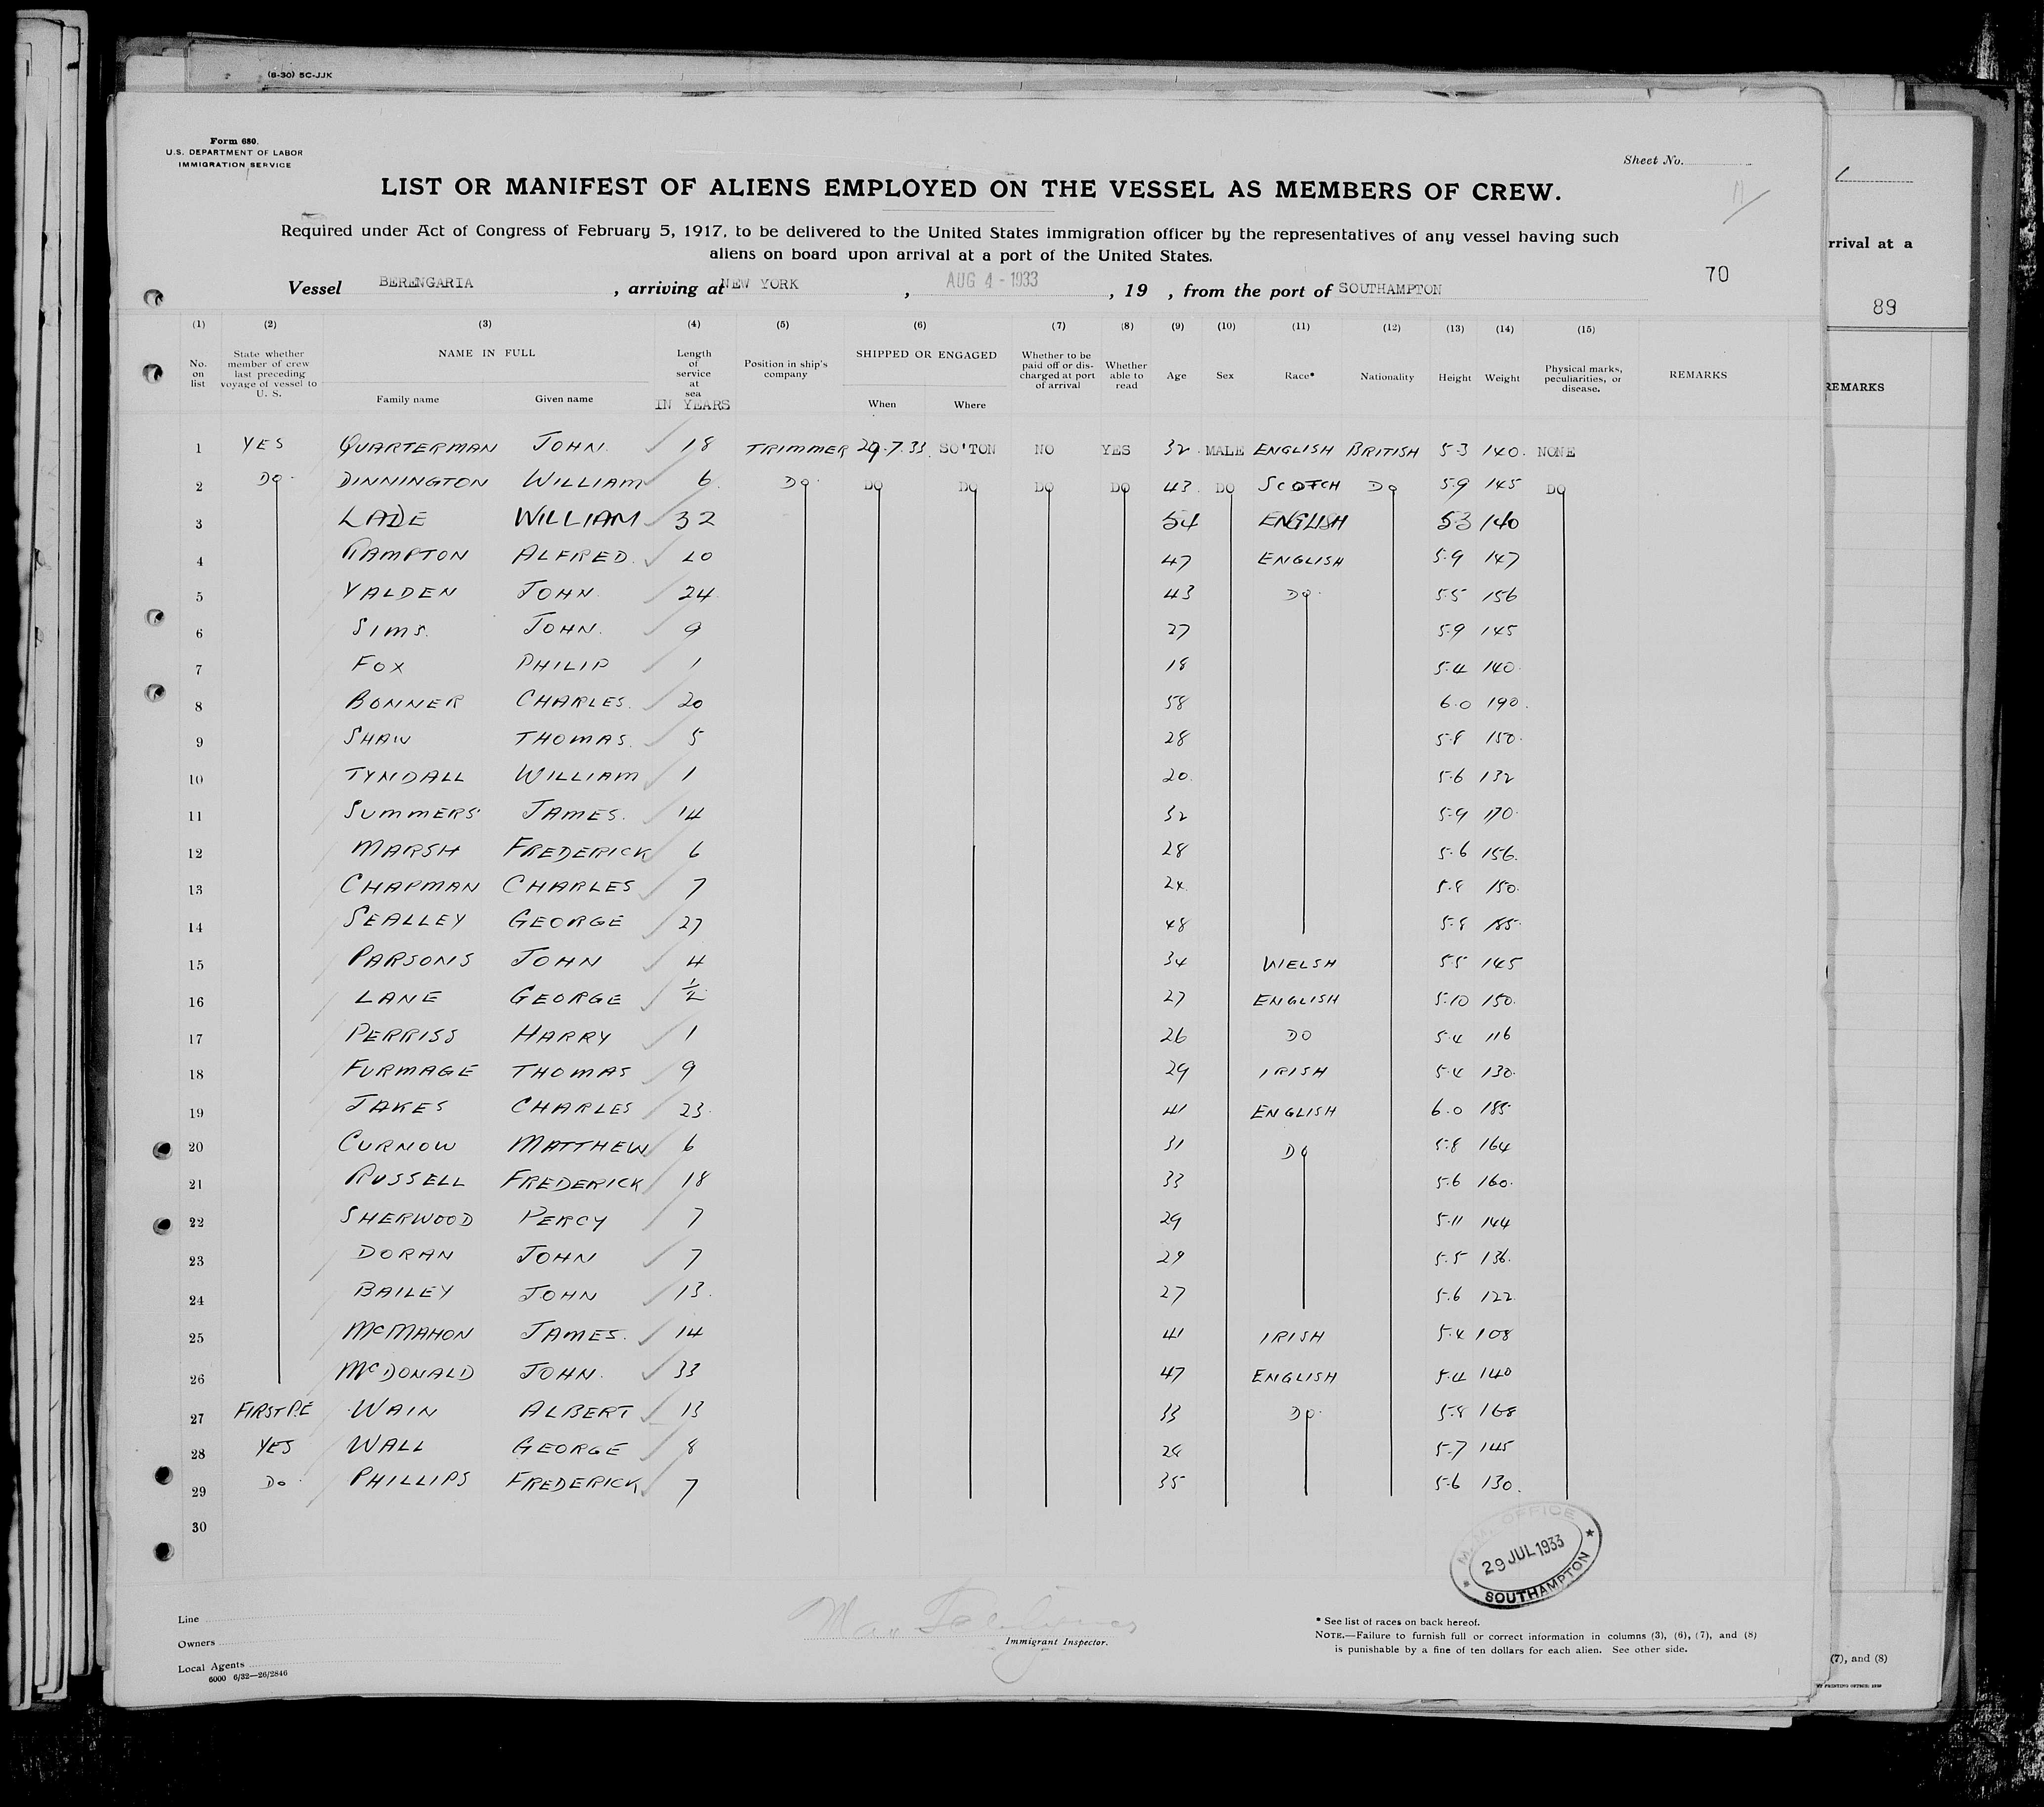 (8-30) 5C-JJK
Form 680.
U.S. DEPARTMENT OF LABOR
IMMIGRATION SERVICE
Sheet No.
LIST OR MANIFEST OF ALIENS EMPLOYED ON THE VESSEL AS MEMBERS OF CREW.
11
Required under Act of Congress of February 5, 1917, to be delivered to the United States immigration officer by the representatives of any vessel having such
aliens on board upon arrival at a port of the United States.
rrival at a
70
Vessel BERENGARIA , arriving at NEW YORK , AUG 4 - 1933 , 19 , from the port of SOUTHAMPTON
89
(1) (2) (3) (4) (5) (6) (7) (8) (9) (10) (11) (12) (13) (14) (15)
No. on list State whether member of crew last preceding voyage of vessel to U. S. NAME IN FULL Family name Given name Length of service at sea IN YEARS Position in ship's company SHIPPED OR ENGAGED When Where Whether to be paid off or discharged at port of arrival Whether able to read Age Sex Race* Nationality Height Weight Physical marks, peculiarities, or disease. REMARKS
REMARKS
1 YES QUARTERMAN JOHN 18 TRIMMER 29.7.33 SO'TON NO YES 32 MALE ENGLISH BRITISH 5.3 140 NONE
2 DO DINNINGTON WILLIAM 6 DO DO DO DO DO 43 DO SCOTCH DO 5.9 145 DO
3 LADE WILLIAM 32 54 ENGLISH 5.3 140
4 RAMPTON ALFRED 20 47 ENGLISH 5.9 147
5 YALDEN JOHN 24 43 DO 5.5 156
6 SIMS JOHN 9 27 5.9 145
7 FOX PHILIP 1 18 5.4 140
8 BONNER CHARLES 20 58 6.0 190
9 SHAW THOMAS 5 28 5.8 150
10 TYNDALL WILLIAM 1 20 5.6 132
11 SUMMERS JAMES 14 32 5.9 170
12 MARSH FREDERICK 6 28 5.6 156
13 CHAPMAN CHARLES 7 24 5.8 150
14 SEALLEY GEORGE 27 48 5.8 185
15 PARSONS JOHN 4 34 WELSH 5.5 145
16 LANE GEORGE 1/2 27 ENGLISH 5.10 150
17 PERRISS HARRY 1 26 DO 5.4 116
18 FURMAGE THOMAS 9 29 IRISH 5.4 130
19 JAKES CHARLES 23 41 ENGLISH 6.0 185
20 CURNOW MATTHEW 6 31 DO 5.8 164
21 RUSSELL FREDERICK 18 33 5.6 160
22 SHERWOOD PERCY 7 29 5.11 144
23 DORAN JOHN 7 29 5.5 136
24 BAILEY JOHN 13 27 5.6 122
25 McMAHON JAMES 14 41 IRISH 5.4 108
26 McDONALD JOHN 33 47 ENGLISH 5.4 140
27 FIRST P.E WAIN ALBERT 13 33 DO 5.8 168
28 YES WALL GEORGE 8 28 5.7 145
29 DO PHILLIPS FREDERICK 7 35 5.6 130
30
M.M. OFFICE
29 JUL 1933
SOUTHAMPTON
Line
Owners
Local Agents
6000 6/32—26/2846
Immigrant Inspector.
* See list of races on back hereof.
NOTE.—Failure to furnish full or correct information in columns (3), (6), (7), and (8)
is punishable by a fine of ten dollars for each alien. See other side.
(7), and (8)